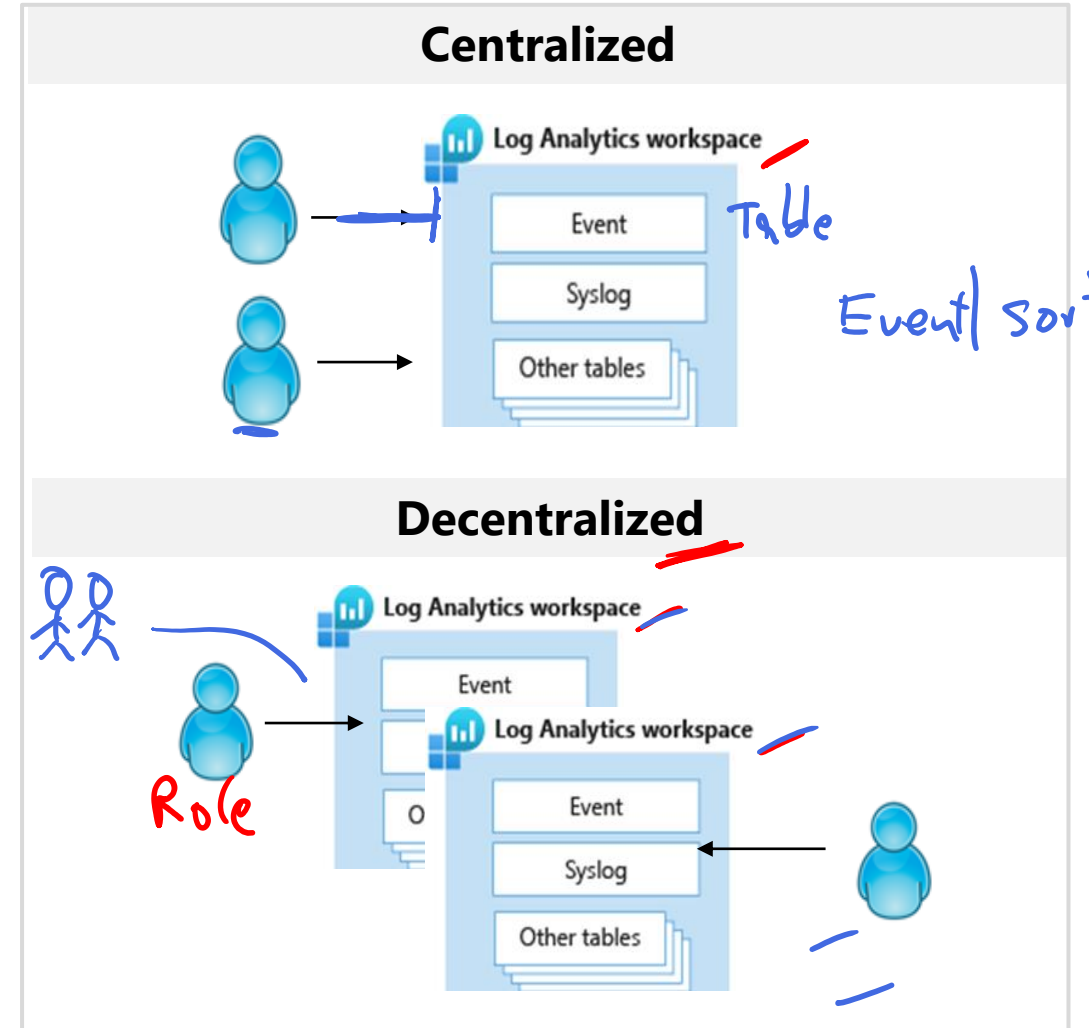 Centralized
Log Analytics workspace
Event
Table
Syslog
Event|
Other tables
Decentralized
Log Analytics workspace
Event
Log Analytics workspace
Role
Event
O
Syslog
Other tables